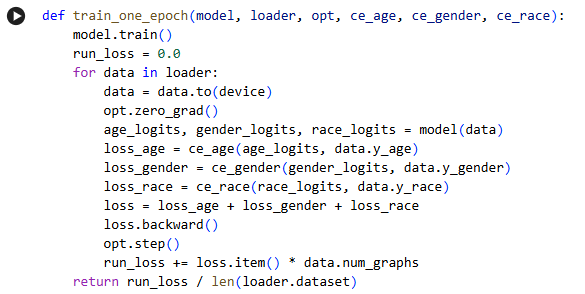 def train_one_epoch(model, loader, opt, ce_age, ce_gender, ce_race):
    model.train()
    run_loss = 0.0
    for data in loader:
        data = data.to(device)
        opt.zero_grad()
        age_logits, gender_logits, race_logits = model(data)
        loss_age = ce_age(age_logits, data.y_age)
        loss_gender = ce_gender(gender_logits, data.y_gender)
        loss_race = ce_race(race_logits, data.y_race)
        loss = loss_age + loss_gender + loss_race
        loss.backward()
        opt.step()
        run_loss += loss.item() * data.num_graphs
    return run_loss / len(loader.dataset)